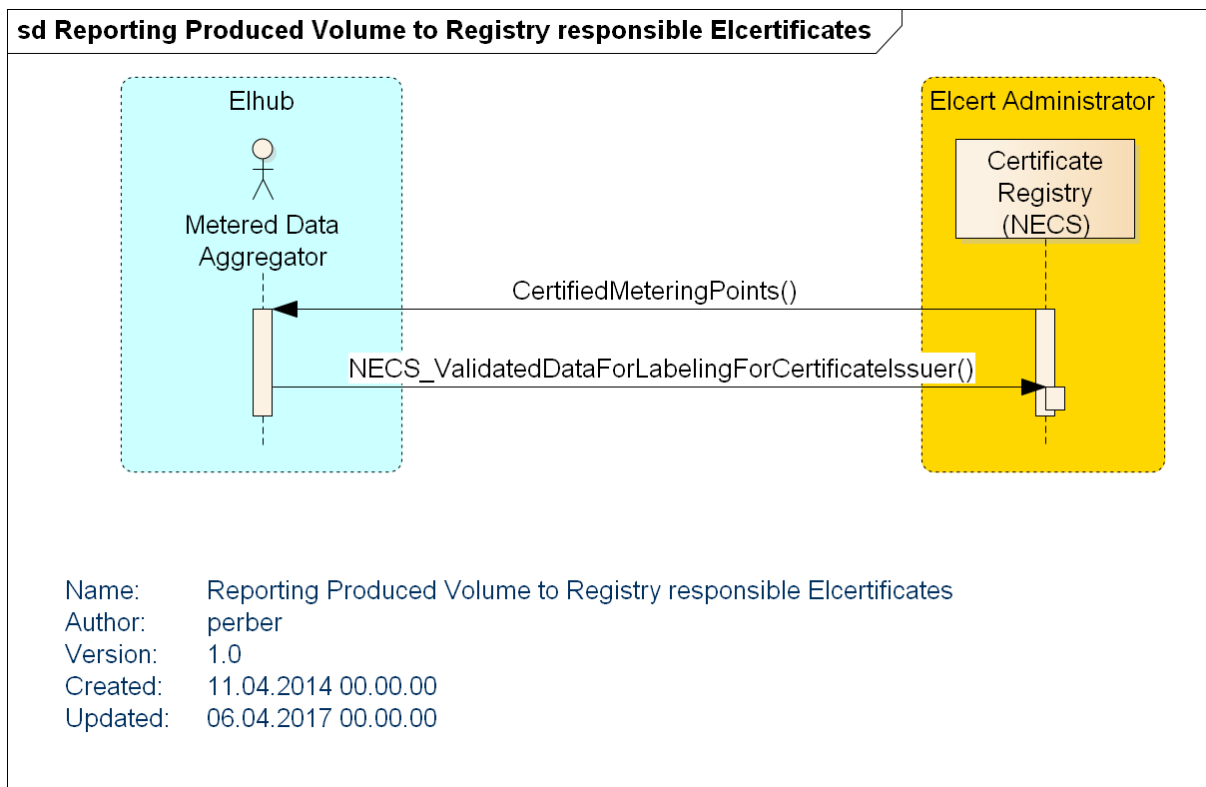 sd Reporting Produced Volume to Registry responsible Elcertificates
Elhub
Elcert Administrator
Metered Data
Aggregator
Certificate
Registry
(NECS)
CertifiedMeteringPoints()
NECS_ValidatedDataForLabelingForCertificateIssuer()
Name: Reporting Produced Volume to Registry responsible Elcertificates
Author: perber
Version: 1.0
Created: 11.04.2014 00.00.00
Updated: 06.04.2017 00.00.00